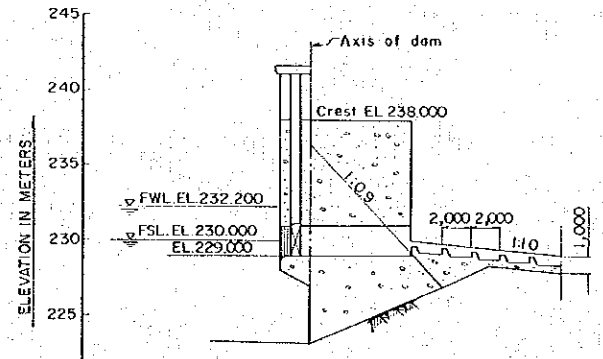 245
Axis of dam
240
Crest EL 238.000
235
1:0.9
FWL.EL.232.200
2,000 2,000
FSL.EL.230.000
230
1:10
1,000
EL.229.000
225
ELEVATION IN METERS